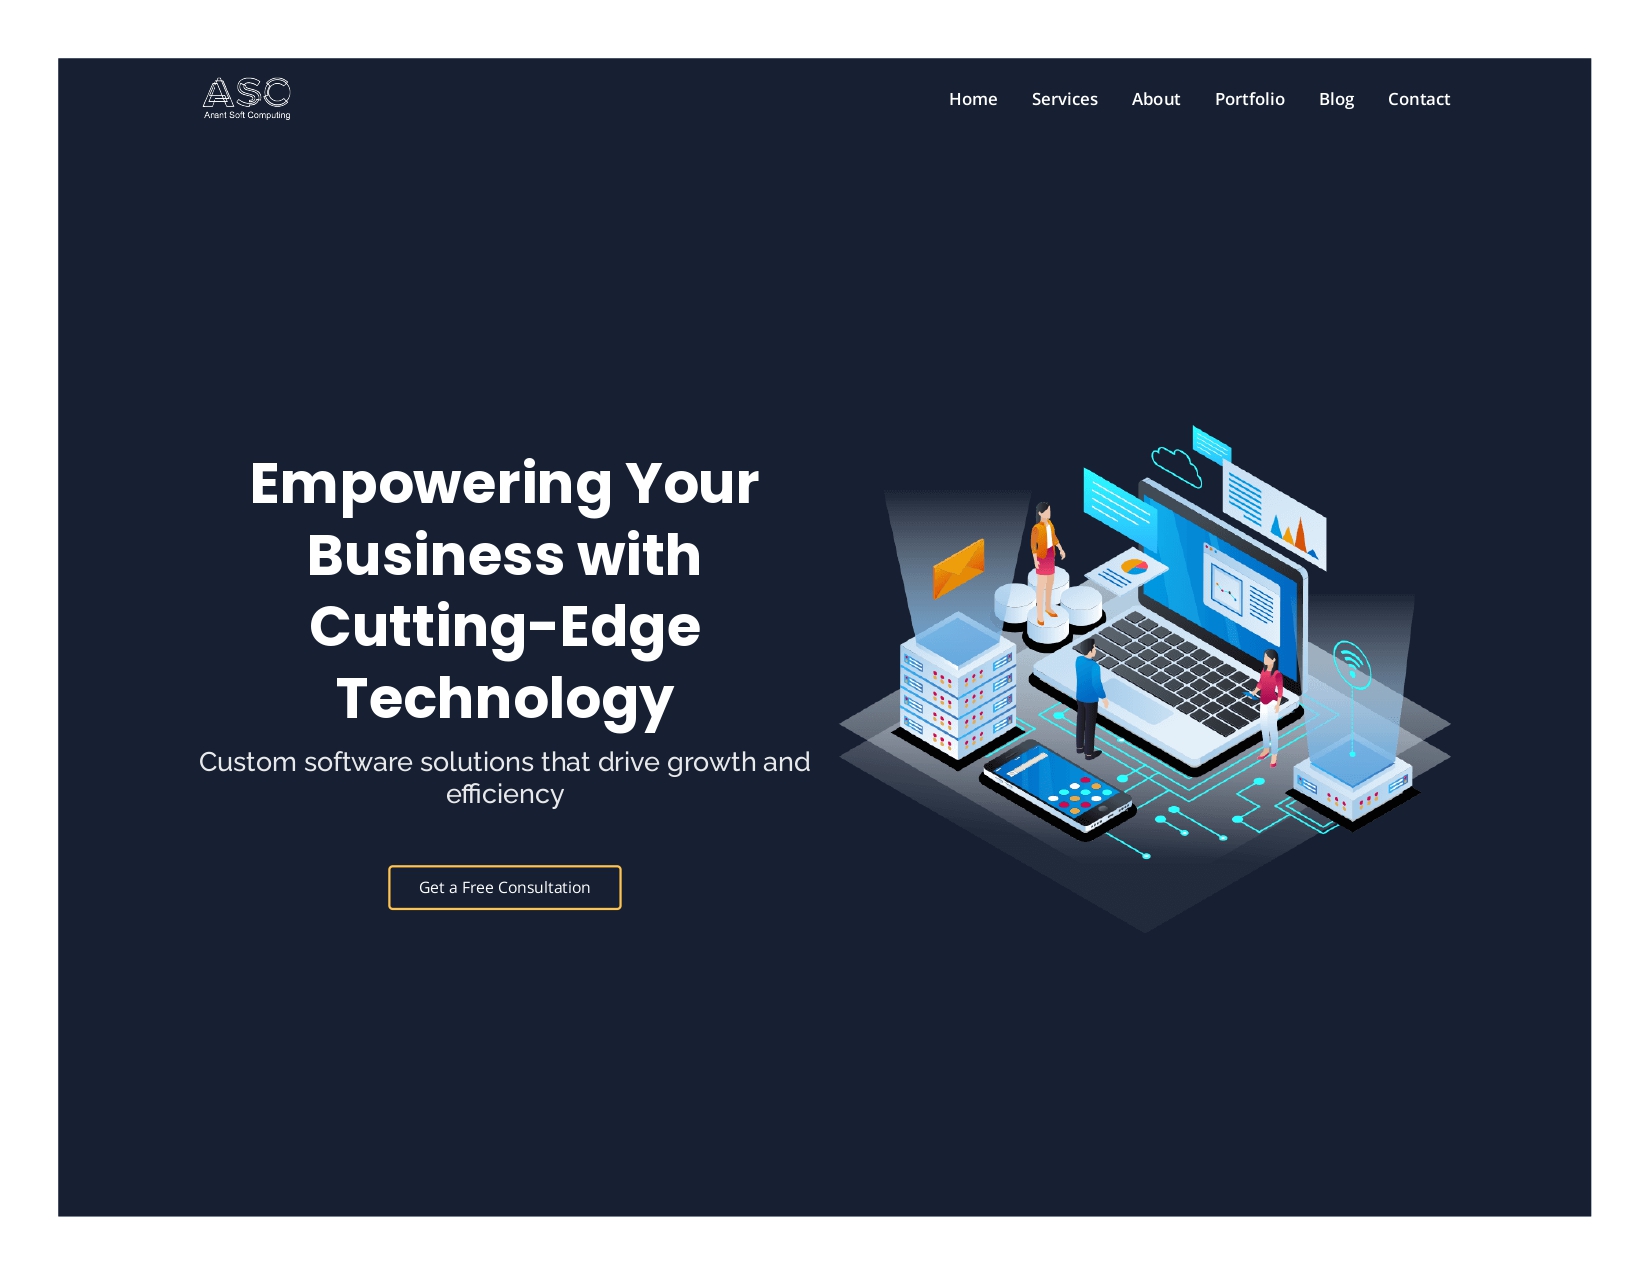 ASC
Anant Soft Computing
Home Services About Portfolio Blog Contact
Empowering Your
Business with
Cutting-Edge
Technology
Custom software solutions that drive growth and
efficiency
Get a Free Consultation